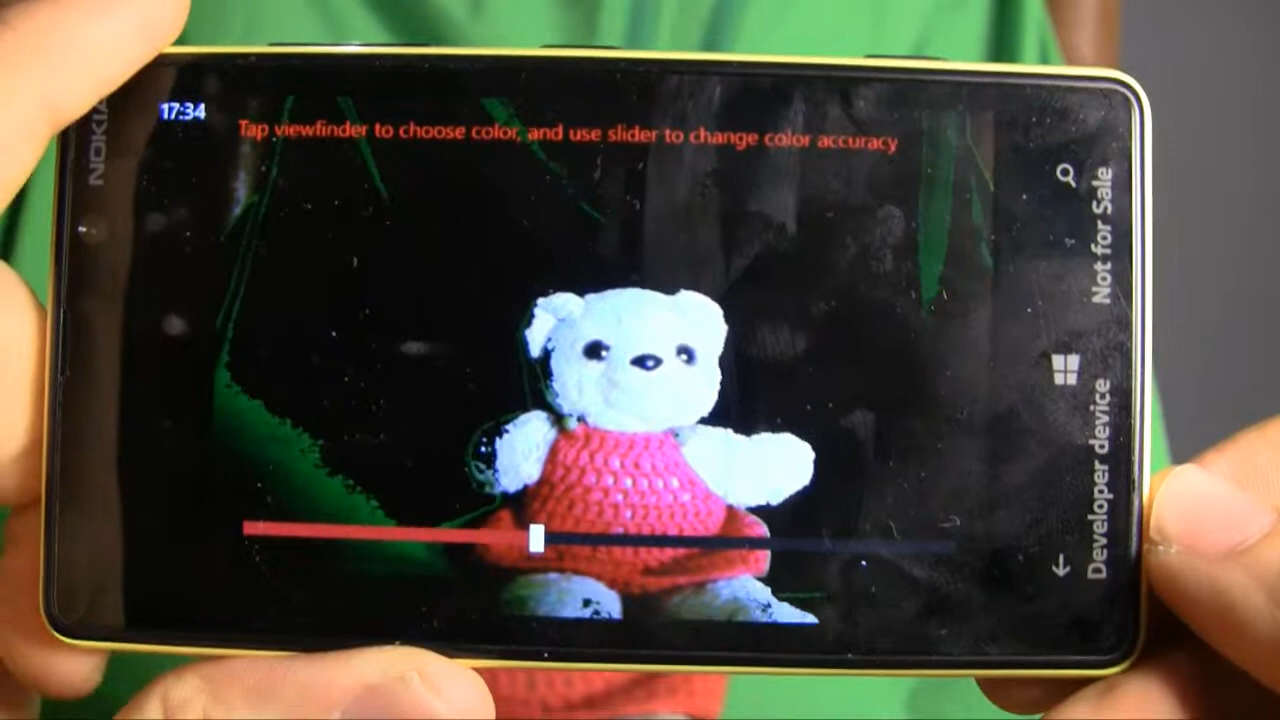 NOKIA
17:34
Tap viewfinder to choose color, and use slider to change color accuracy
Not for Sale
Developer device